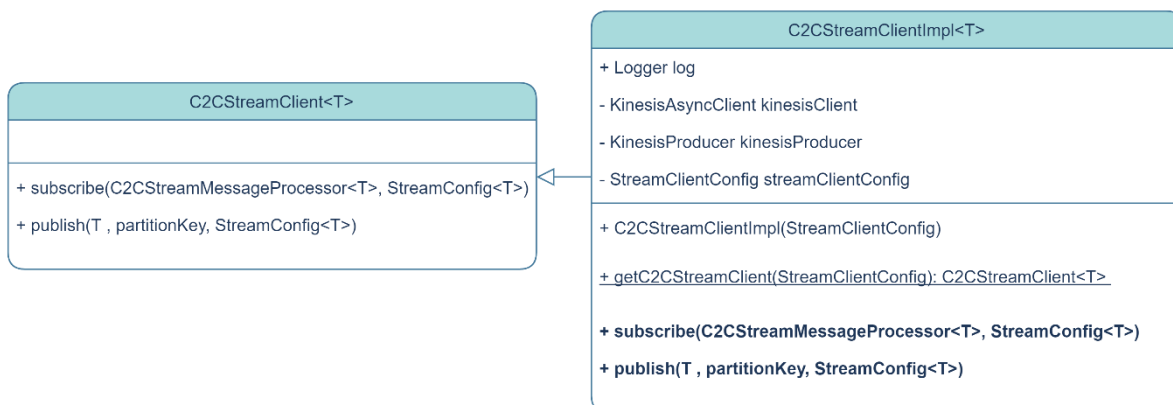 C2CStreamClient<T>
+ subscribe(C2CStreamMessageProcessor<T>, StreamConfig<T>)
+ publish(T , partitionKey, StreamConfig<T>)
C2CStreamClientImpl<T>
+ Logger log
- KinesisAsyncClient kinesisClient
- KinesisProducer kinesisProducer
- StreamClientConfig streamClientConfig
+ C2CStreamClientImpl(StreamClientConfig)
+ getC2CStreamClient(StreamClientConfig): C2CStreamClient<T>
+ subscribe(C2CStreamMessageProcessor<T>, StreamConfig<T>)
+ publish(T , partitionKey, StreamConfig<T>)